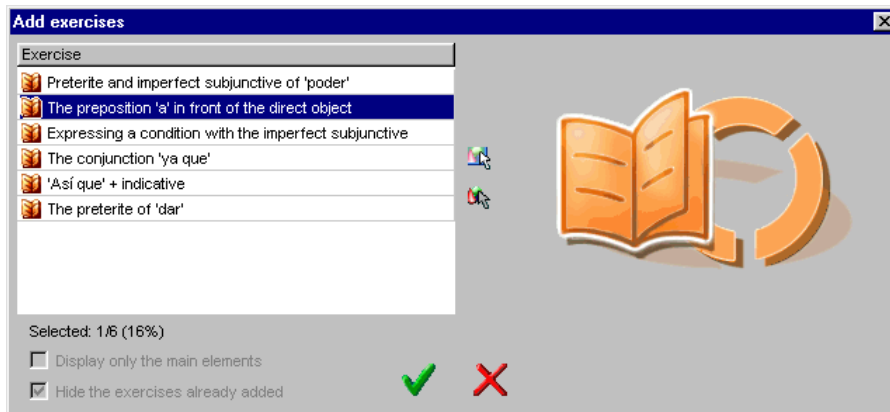 Add exercises
Exercise
Preterite and imperfect subjunctive of 'poder'
The preposition 'a' in front of the direct object
Expressing a condition with the imperfect subjunctive
The conjunction 'ya que'
'Así que' + indicative
The preterite of 'dar'
Selected: 1/6 (16%)
Display only the main elements
Hide the exercises already added